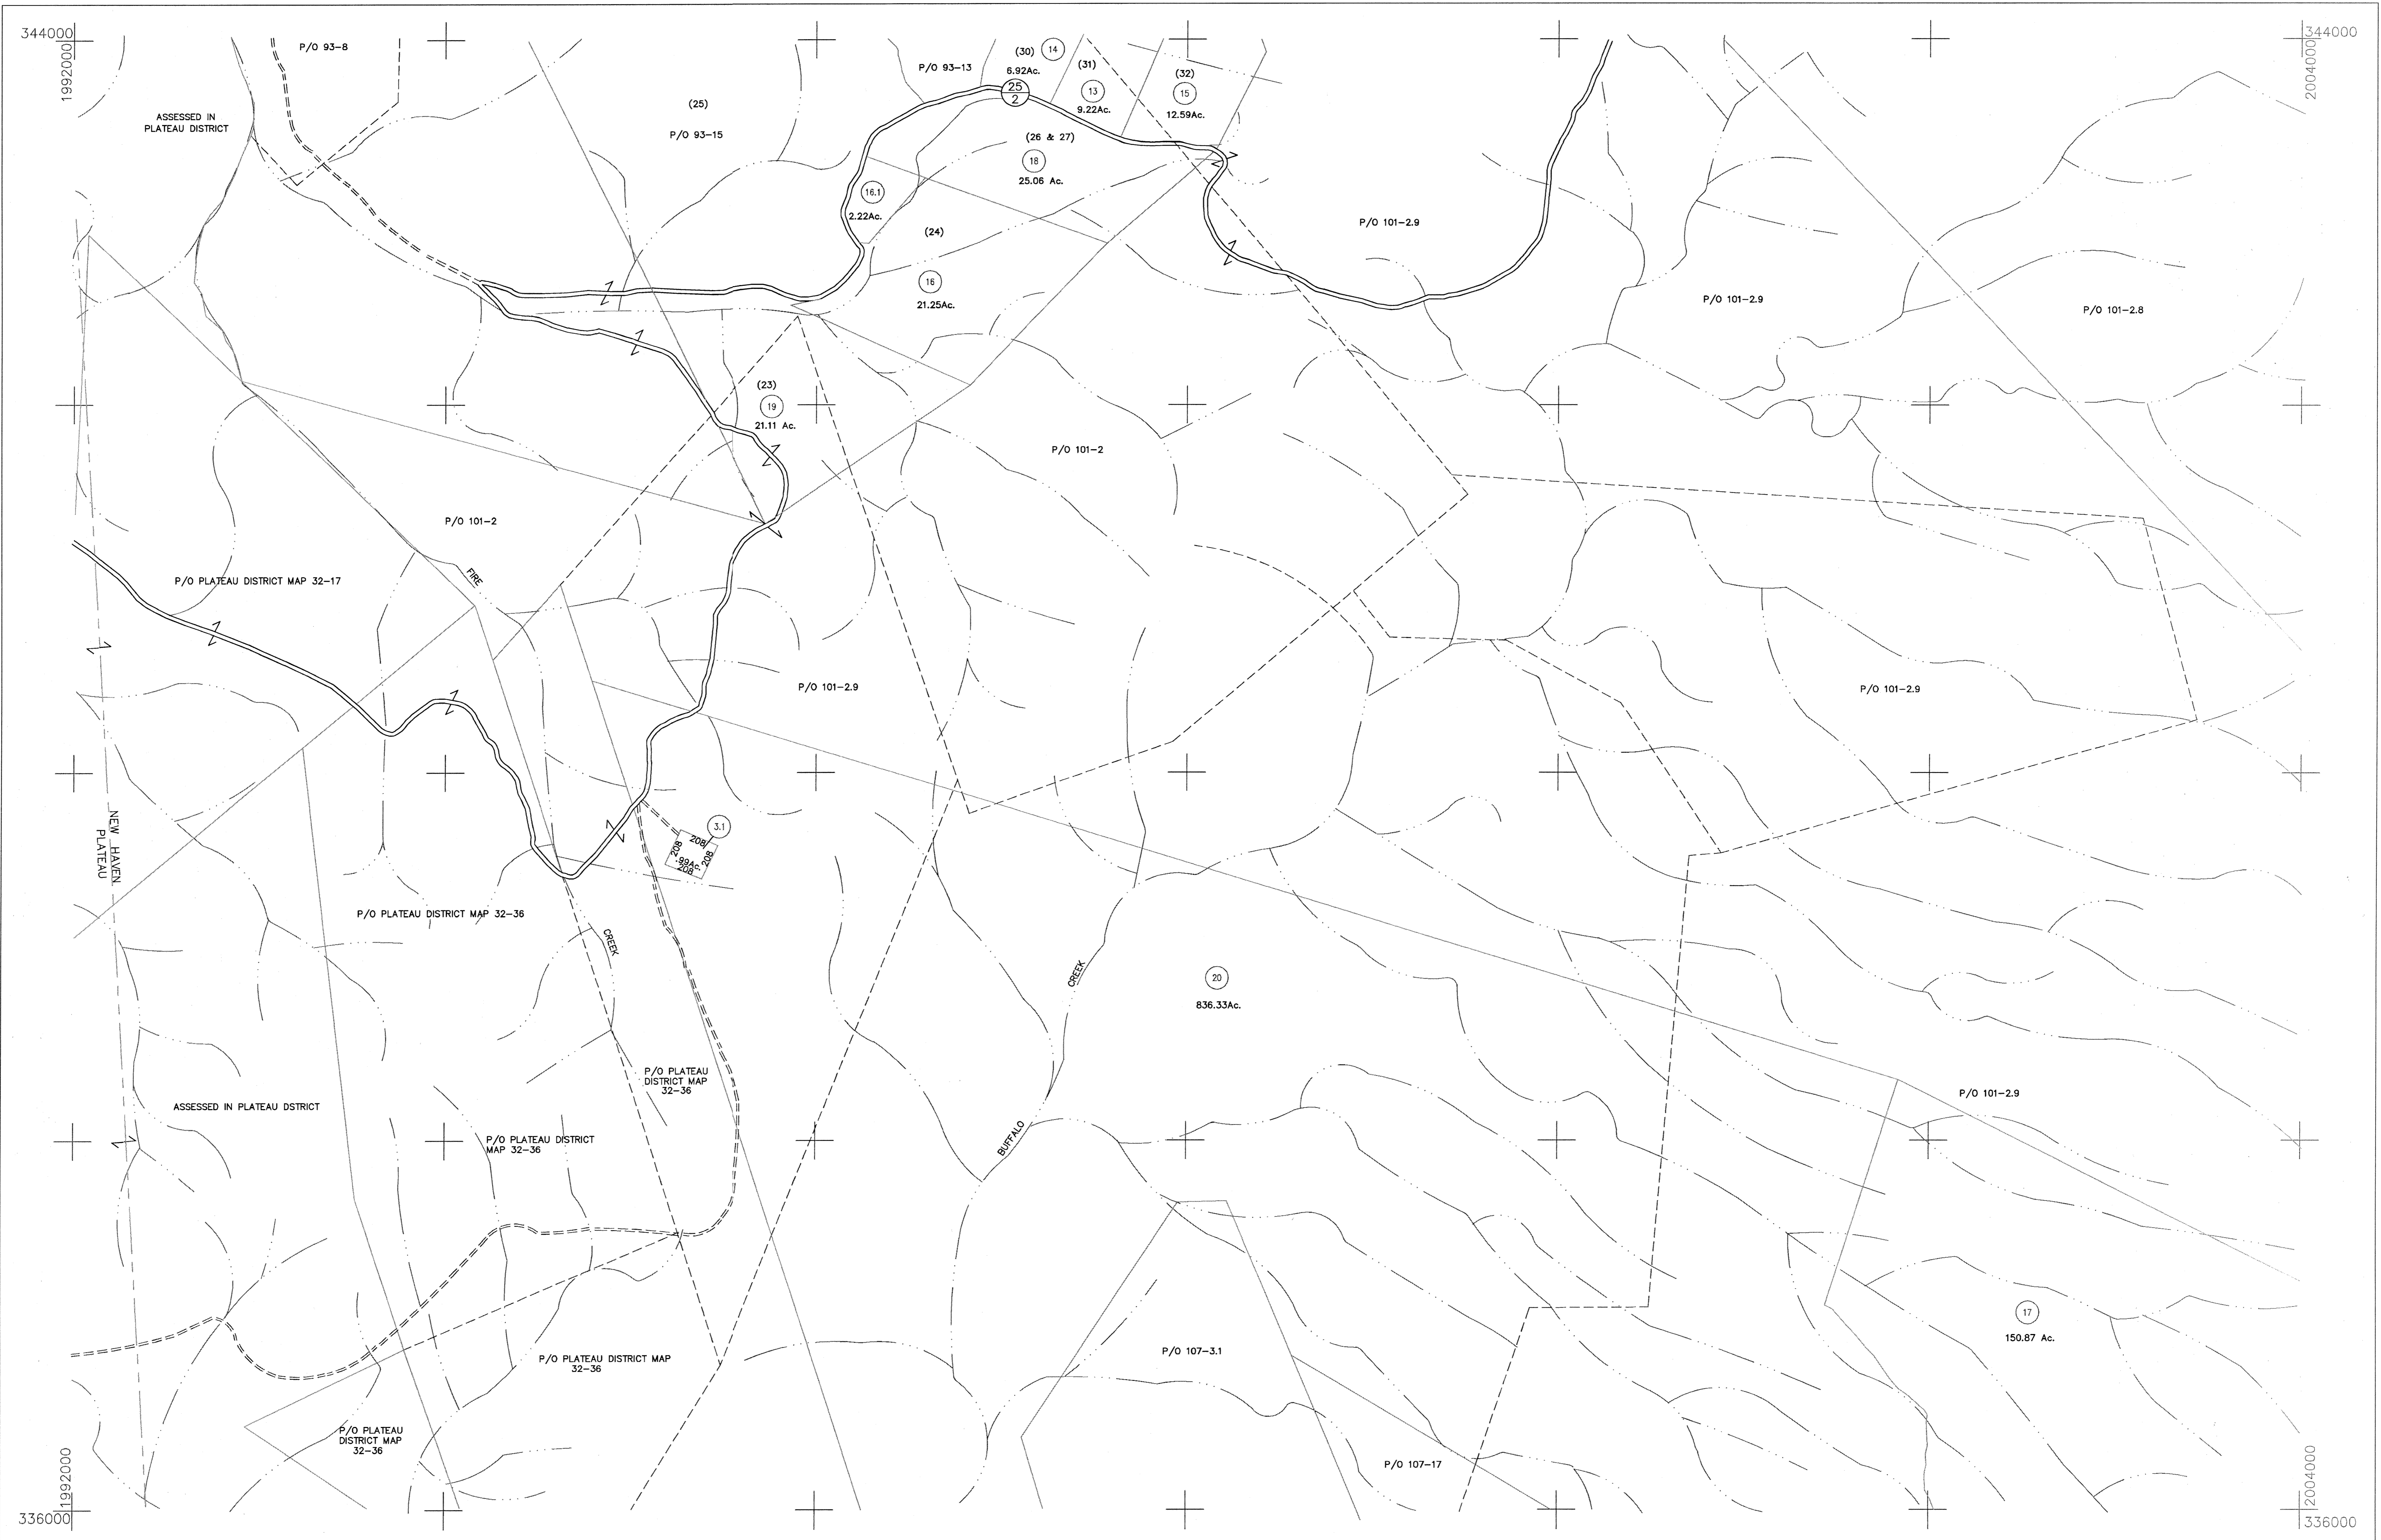 344000
1992000
P/O 93-8
ASSESSED IN
PLATEAU DISTRICT
(25)
P/O 93-15
P/O 93-13
(30)
14
6.92Ac.
25
2
(31)
13
9.22Ac.
(32)
15
12.59Ac.
344000
2004000
(26 & 27)
18
25.06 Ac.
16.1
2.22Ac.
(24)
16
21.25Ac.
P/O 101-2.9
P/O 101-2.9
P/O 101-2.8
(23)
19
21.11 Ac.
P/O 101-2
P/O 101-2
P/O PLATEAU DISTRICT MAP 32-17
FIRE
P/O 101-2.9
P/O 101-2.9
NEW HAVEN
PLATEAU
3.1
208
208
208
.99Ac.
208
P/O PLATEAU DISTRICT MAP 32-36
CREEK
CREEK
20
836.33Ac.
P/O PLATEAU
DISTRICT MAP
32-36
P/O 101-2.9
ASSESSED IN PLATEAU DSTRICT
P/O PLATEAU DISTRICT
MAP 32-36
BUFFALO
17
150.87 Ac.
P/O PLATEAU DISTRICT MAP
32-36
P/O 107-3.1
P/O PLATEAU
DISTRICT MAP
32-36
P/O 107-17
1992000
336000
2004000
336000